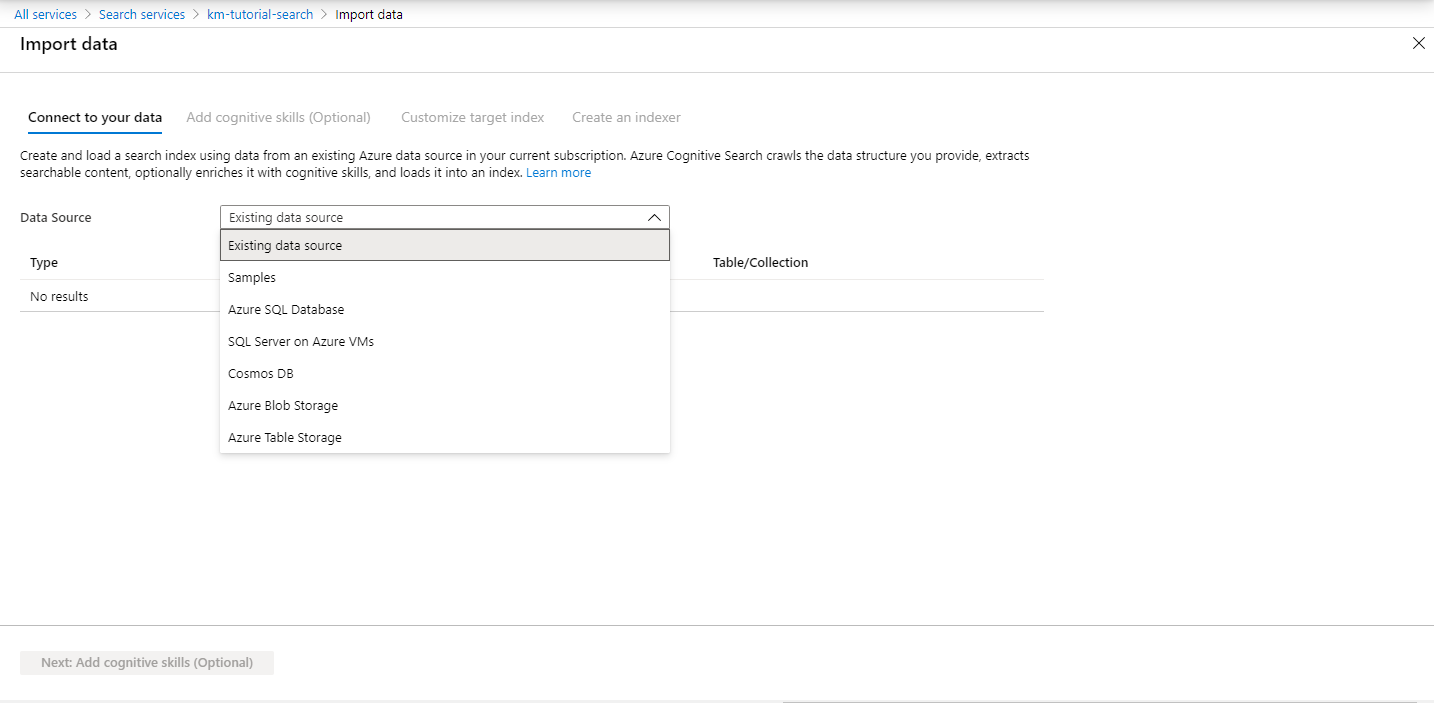 All services > Search services > km-tutorial-search > Import data
Import data
Connect to your data Add cognitive skills (Optional) Customize target index Create an indexer
Create and load a search index using data from an existing Azure data source in your current subscription. Azure Cognitive Search crawls the data structure you provide, extracts
searchable content, optionally enriches it with cognitive skills, and loads it into an index. Learn more
Data Source Existing data source
Existing data source
Type Table/Collection
Samples
No results
Azure SQL Database
SQL Server on Azure VMs
Cosmos DB
Azure Blob Storage
Azure Table Storage
Next: Add cognitive skills (Optional)